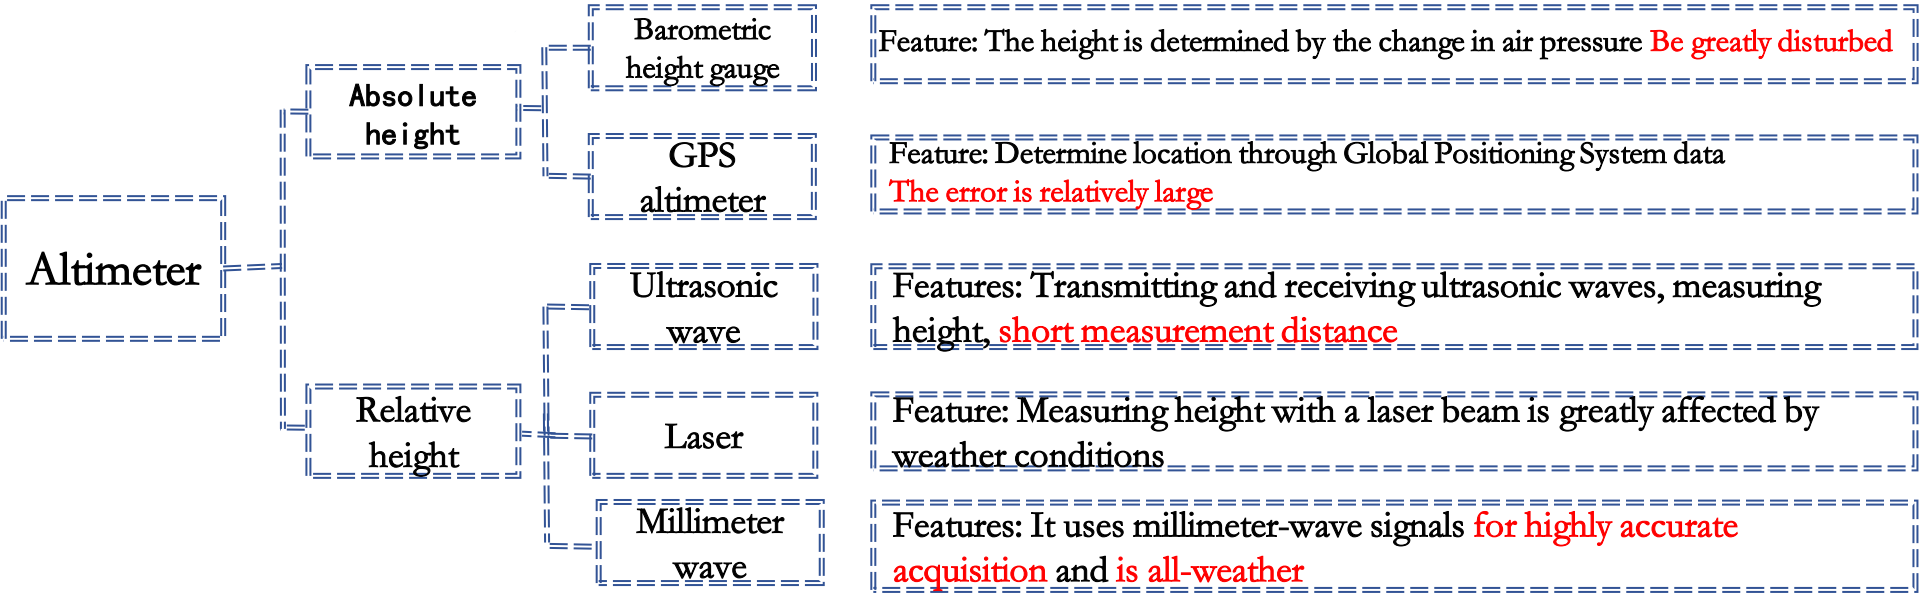 Barometric
height gauge
Feature: The height is determined by the change in air pressure Be greatly disturbed
Absolute
height
GPS
altimeter
Feature: Determine location through Global Positioning System data
The error is relatively large
Altimeter
Ultrasonic
wave
Features: Transmitting and receiving ultrasonic waves, measuring
height, short measurement distance
Relative
height
Laser
Feature: Measuring height with a laser beam is greatly affected by
weather conditions
Millimeter
wave
Features: It uses millimeter-wave signals for highly accurate
acquisition and is all-weather